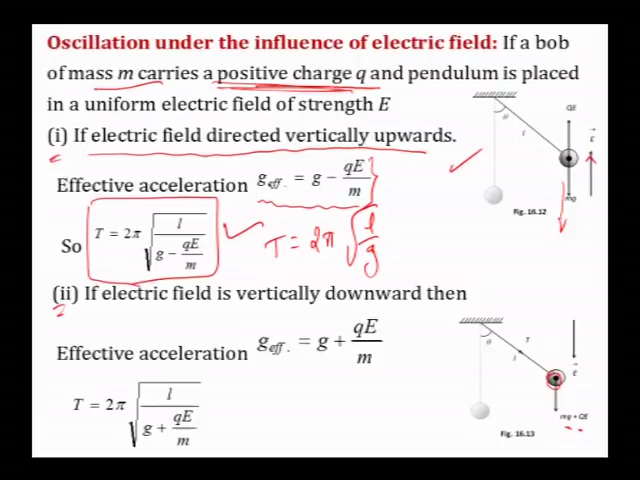 Oscillation under the influence of electric field: If a bob
of mass m carries a positive charge q and pendulum is placed
in a uniform electric field of strength E
(i) If electric field directed vertically upwards.
Effective acceleration g_eff. = g − qE/m
So T = 2π √(l / (g − qE/m))
T = 2π √(l/g)
θ
l
QE
E
mg
Fig. 16.12
(ii) If electric field is vertically downward then
Effective acceleration g_eff. = g + qE/m
T = 2π √(l / (g + qE/m))
θ
T
l
E
mg + QE
Fig. 16.13